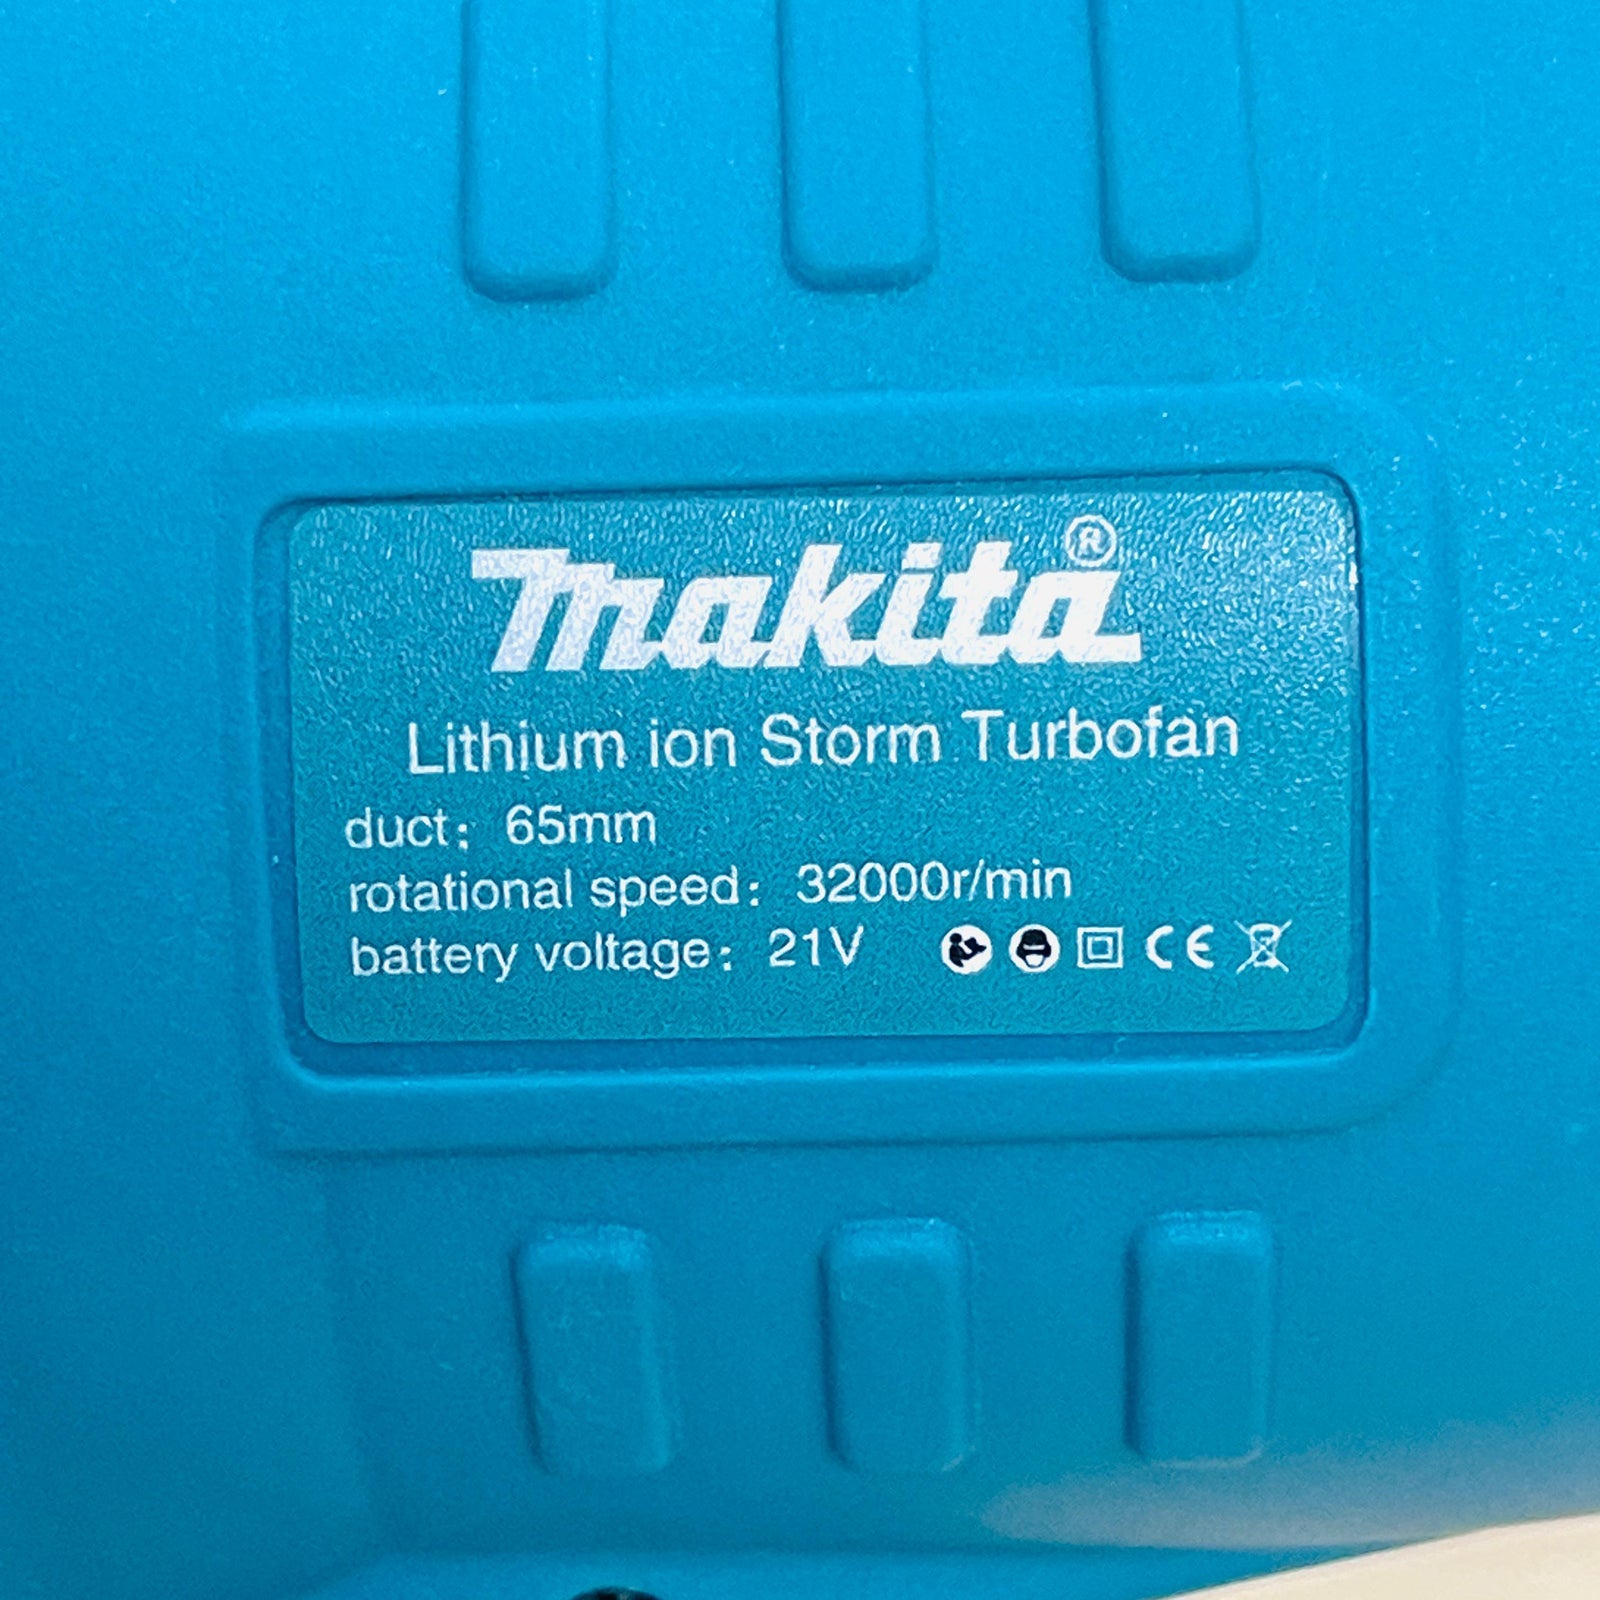 makita®
Lithium ion Storm Turbofan
duct: 65mm
rotational speed: 32000r/min
battery voltage: 21V CE